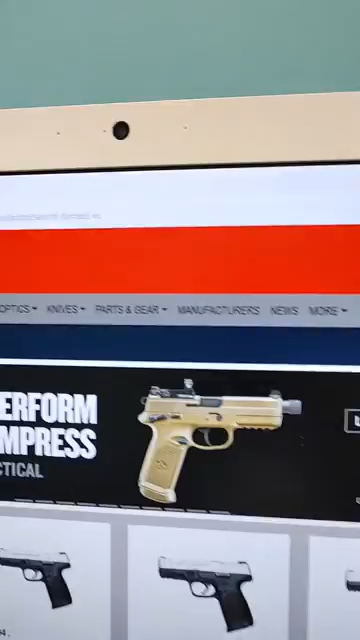 OPTICS KNIVES PARTS & GEAR MANUFACTURERS NEWS MORE
ERFORM
MPRESS
CTICAL